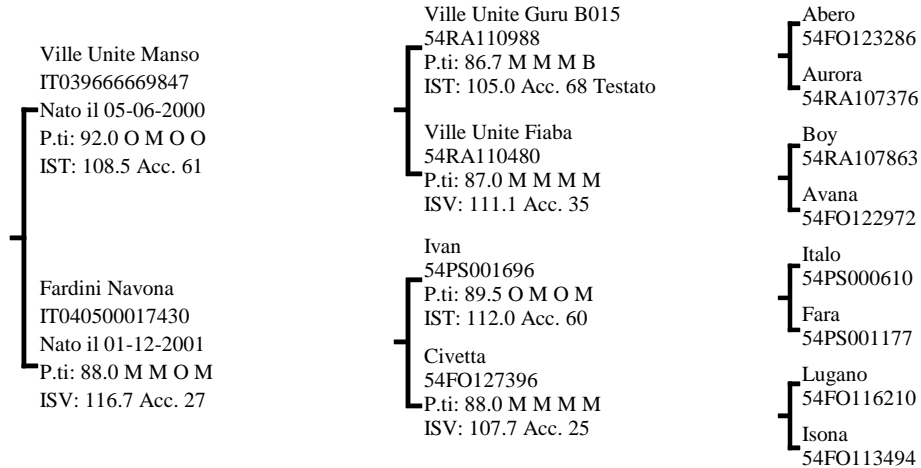 Ville Unite Manso
IT039666669847
Nato il 05-06-2000
P.ti: 92.0 O M O O
IST: 108.5 Acc. 61
Fardini Navona
IT040500017430
Nato il 01-12-2001
P.ti: 88.0 M M O M
ISV: 116.7 Acc. 27
Ville Unite Guru B015
54RA110988
P.ti: 86.7 M M M B
IST: 105.0 Acc. 68 Testato
Ville Unite Fiaba
54RA110480
P.ti: 87.0 M M M M
ISV: 111.1 Acc. 35
Ivan
54PS001696
P.ti: 89.5 O M O M
IST: 112.0 Acc. 60
Civetta
54FO127396
P.ti: 88.0 M M M M
ISV: 107.7 Acc. 25
Abero
54FO123286
Aurora
54RA107376
Boy
54RA107863
Avana
54FO122972
Italo
54PS000610
Fara
54PS001177
Lugano
54FO116210
Isona
54FO113494